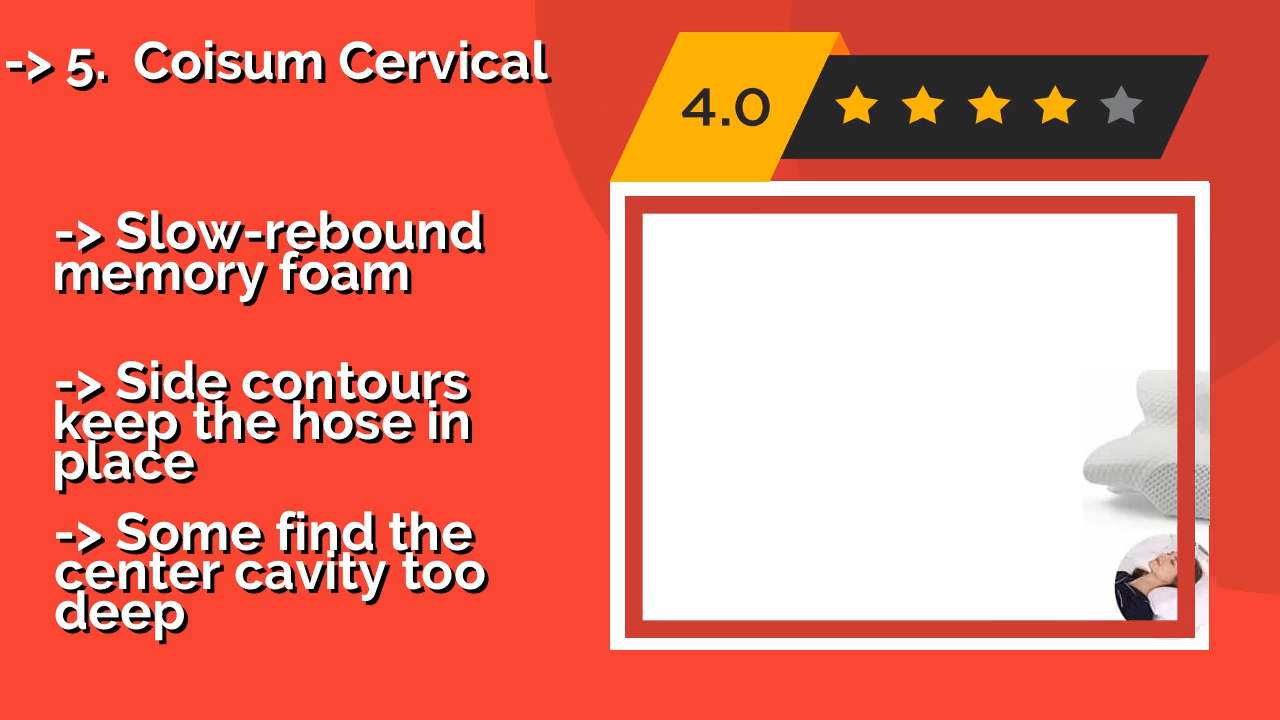 -> 5. Coisum Cervical
4.0
-> Slow-rebound
memory foam
-> Side contours
keep the hose in
place
-> Some find the
center cavity too
deep